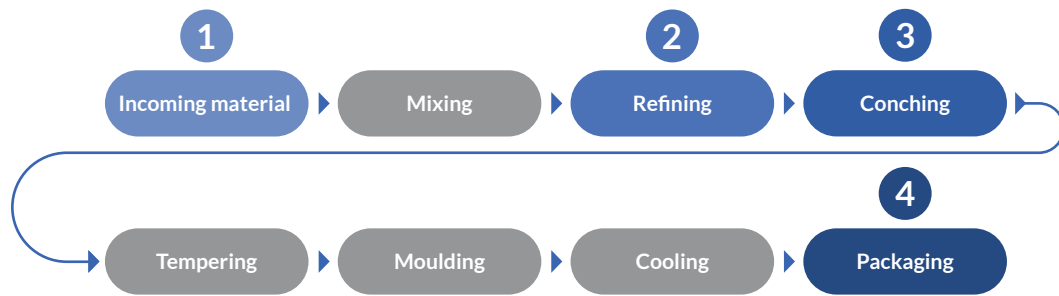 1
2
3
Incoming material
Mixing
Refining
Conching
4
Tempering
Moulding
Cooling
Packaging